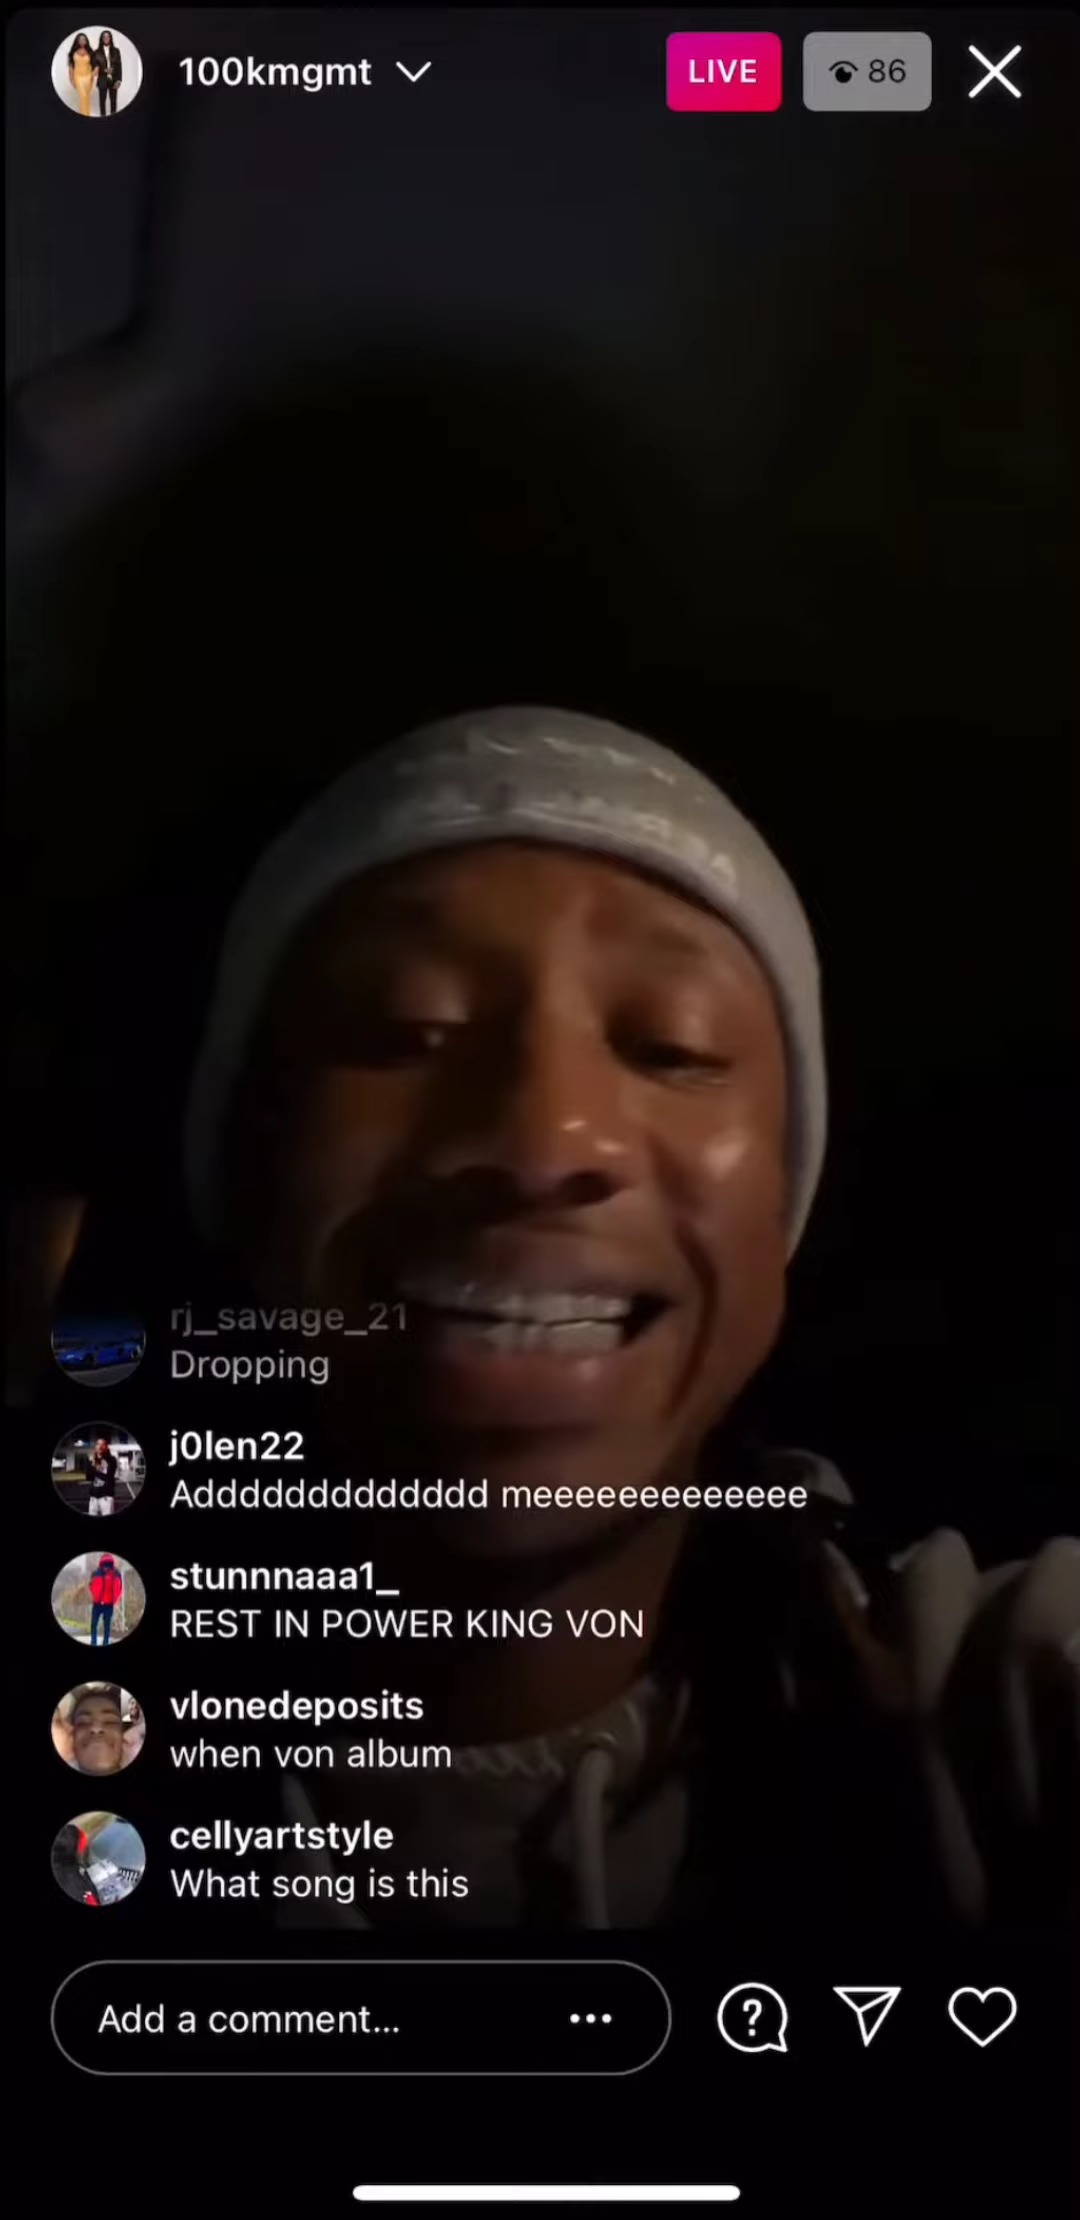 100kmgmt
LIVE
86
rj_savage_21
Dropping
j0len22
Adddddddddddddd meeeeeeeeeeeee
stunnnaaa1_
REST IN POWER KING VON
vlonedeposits
when von album
cellyartstyle
What song is this
Add a comment...